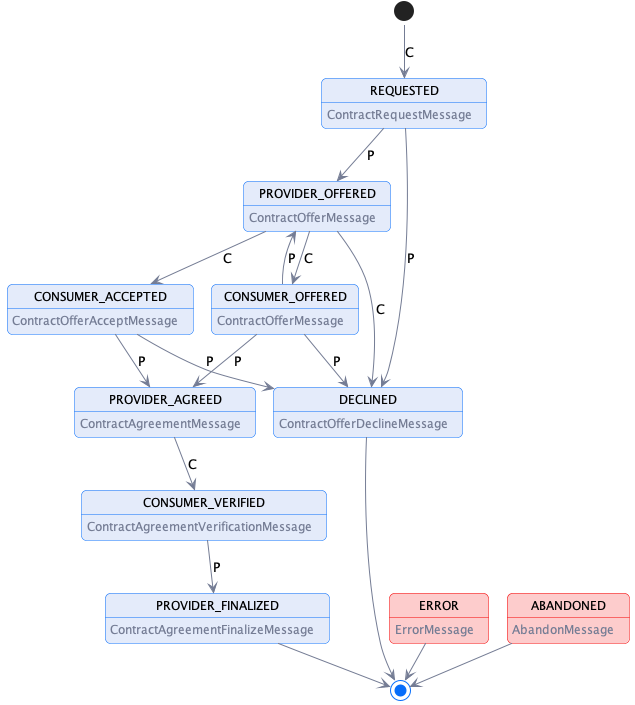 C
REQUESTED
ContractRequestMessage
P
PROVIDER_OFFERED
ContractOfferMessage
C
P
C
P
C
CONSUMER_ACCEPTED
ContractOfferAcceptMessage
CONSUMER_OFFERED
ContractOfferMessage
P
P
P
P
PROVIDER_AGREED
ContractAgreementMessage
DECLINED
ContractOfferDeclineMessage
C
CONSUMER_VERIFIED
ContractAgreementVerificationMessage
P
PROVIDER_FINALIZED
ContractAgreementFinalizeMessage
ERROR
ErrorMessage
ABANDONED
AbandonMessage